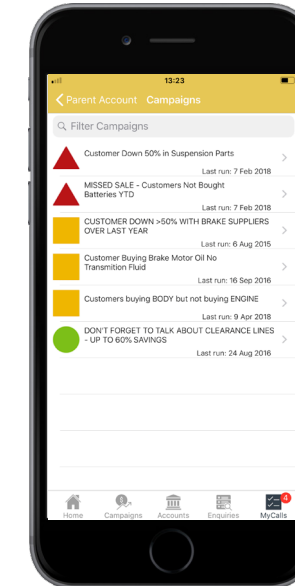 13:23
Parent Account Campaigns
Filter Campaigns
Customer Down 50% in Suspension Parts
Last run: 7 Feb 2018
MISSED SALE - Customers Not Bought
Batteries YTD
Last run: 7 Feb 2018
CUSTOMER DOWN >50% WITH BRAKE SUPPLIERS
OVER LAST YEAR
Last run: 6 Aug 2015
Customer Buying Brake Motor Oil No
Transmition Fluid
Last run: 16 Sep 2016
Customers buying BODY but not buying ENGINE
Last run: 9 Apr 2018
DON'T FORGET TO TALK ABOUT CLEARANCE LINES
- UP TO 60% SAVINGS
Last run: 24 Aug 2016
4
Home Campaigns Accounts Enquiries MyCalls